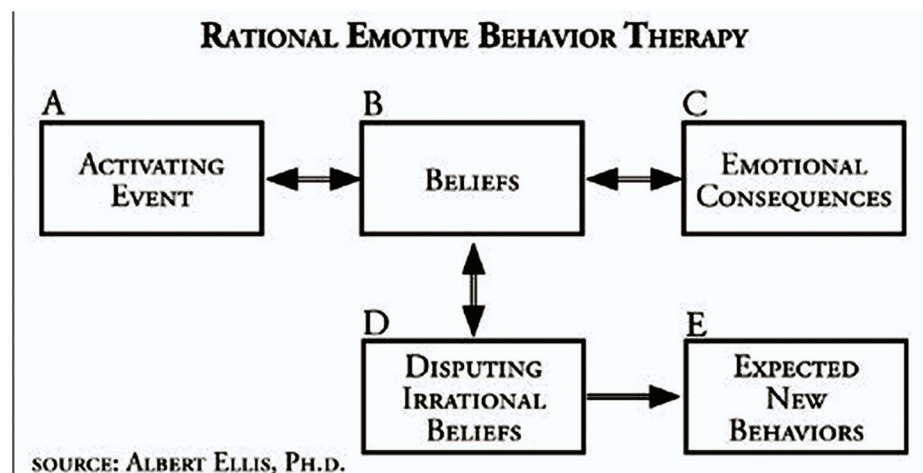 RATIONAL EMOTIVE BEHAVIOR THERAPY
A
ACTIVATING
EVENT
B
BELIEFS
C
EMOTIONAL
CONSEQUENCES
D
DISPUTING
IRRATIONAL
BELIEFS
E
EXPECTED
NEW
BEHAVIORS
SOURCE: ALBERT ELLIS, PH.D.